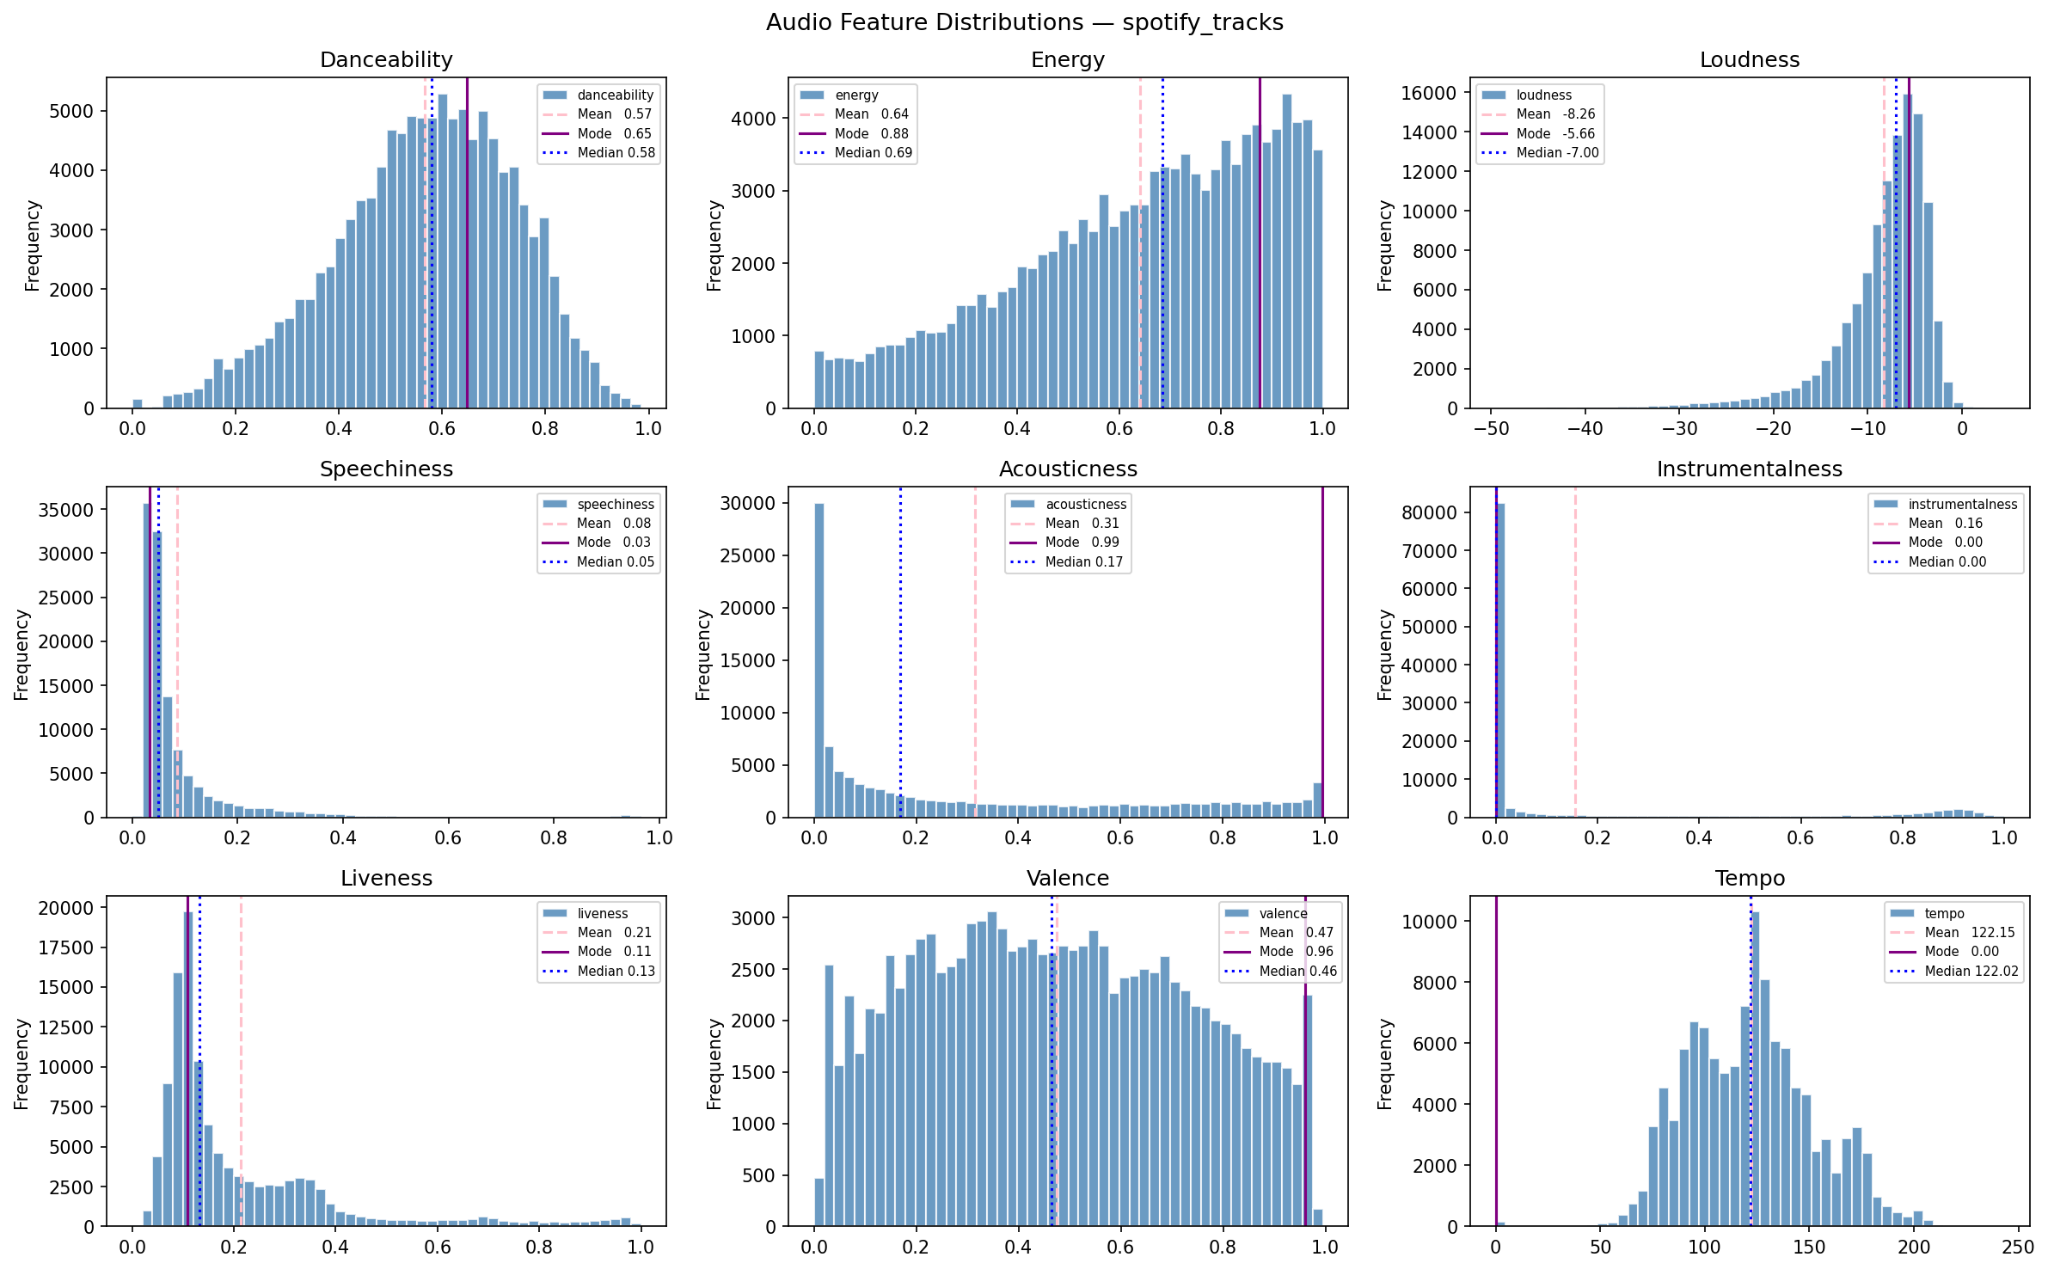 Audio Feature Distributions — spotify_tracks
Danceability
Frequency
5000
4000
3000
2000
1000
0
0.0 0.2 0.4 0.6 0.8 1.0
danceability
Mean 0.57
Mode 0.65
Median 0.58
Energy
Frequency
4000
3000
2000
1000
0
0.0 0.2 0.4 0.6 0.8 1.0
energy
Mean 0.64
Mode 0.88
Median 0.69
Loudness
Frequency
16000
14000
12000
10000
8000
6000
4000
2000
0
−50 −40 −30 −20 −10 0
loudness
Mean -8.26
Mode -5.66
Median -7.00
Speechiness
Frequency
35000
30000
25000
20000
15000
10000
5000
0
0.0 0.2 0.4 0.6 0.8 1.0
speechiness
Mean 0.08
Mode 0.03
Median 0.05
Acousticness
Frequency
30000
25000
20000
15000
10000
5000
0
0.0 0.2 0.4 0.6 0.8 1.0
acousticness
Mean 0.31
Mode 0.99
Median 0.17
Instrumentalness
Frequency
80000
70000
60000
50000
40000
30000
20000
10000
0
0.0 0.2 0.4 0.6 0.8 1.0
instrumentalness
Mean 0.16
Mode 0.00
Median 0.00
Liveness
Frequency
20000
17500
15000
12500
10000
7500
5000
2500
0
0.0 0.2 0.4 0.6 0.8 1.0
liveness
Mean 0.21
Mode 0.11
Median 0.13
Valence
Frequency
3000
2500
2000
1500
1000
500
0
0.0 0.2 0.4 0.6 0.8 1.0
valence
Mean 0.47
Mode 0.96
Median 0.46
Tempo
Frequency
10000
8000
6000
4000
2000
0
0 50 100 150 200 250
tempo
Mean 122.15
Mode 0.00
Median 122.02